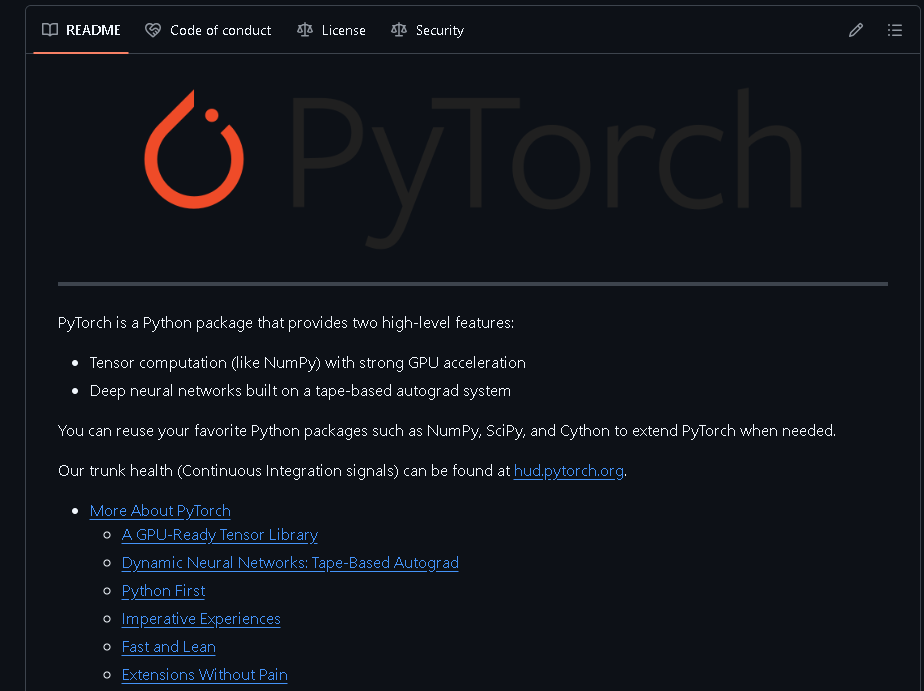 README
Code of conduct
License
Security
PyTorch
PyTorch is a Python package that provides two high-level features:
Tensor computation (like NumPy) with strong GPU acceleration
Deep neural networks built on a tape-based autograd system
You can reuse your favorite Python packages such as NumPy, SciPy, and Cython to extend PyTorch when needed.
Our trunk health (Continuous Integration signals) can be found at hud.pytorch.org.
More About PyTorch
A GPU-Ready Tensor Library
Dynamic Neural Networks: Tape-Based Autograd
Python First
Imperative Experiences
Fast and Lean
Extensions Without Pain